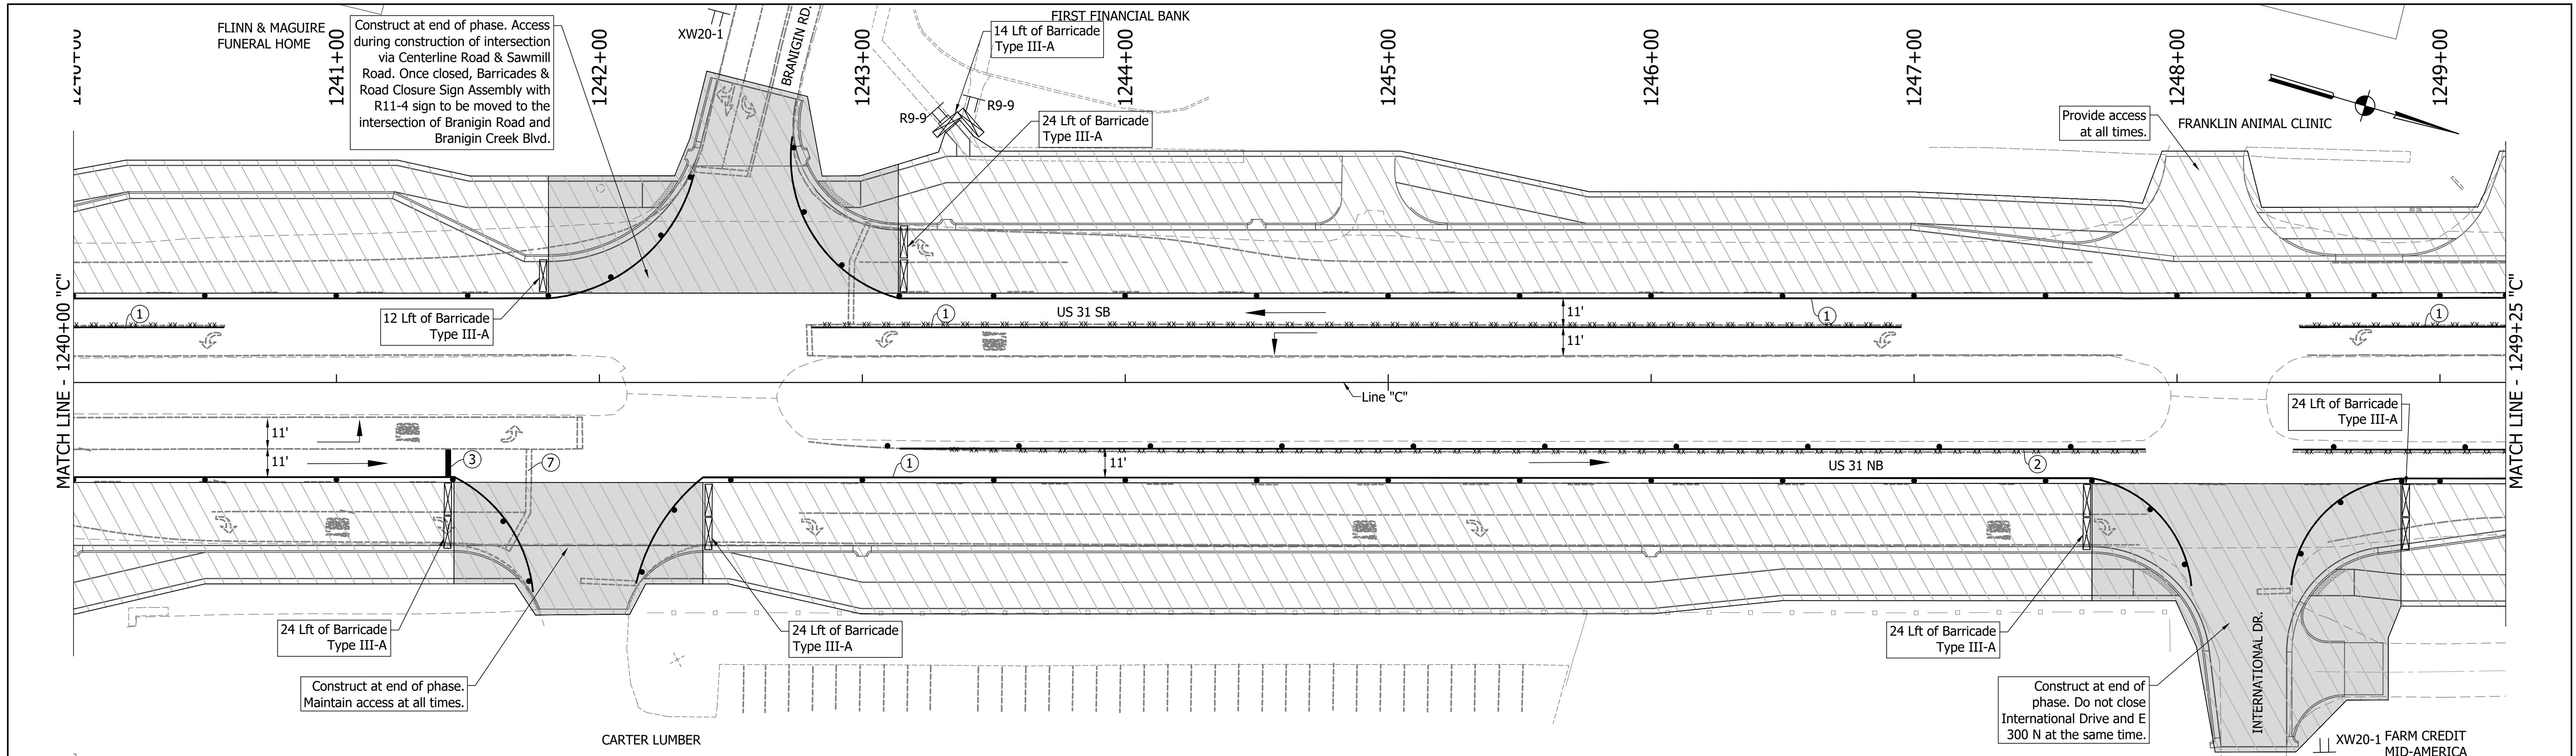 FLINN & MAGUIRE
FUNERAL HOME
Construct at end of phase. Access
during construction of intersection
via Centerline Road & Sawmill
Road. Once closed, Barricades &
Road Closure Sign Assembly with
R11-4 sign to be moved to the
intersection of Branigin Road and
Branigin Creek Blvd.
XW20-1
BRANIGIN RD.
FIRST FINANCIAL BANK
14 Lft of Barricade
Type III-A
R9-9
R9-9
24 Lft of Barricade
Type III-A
Provide access
at all times.
FRANKLIN ANIMAL CLINIC
1240+00
1241+00
1242+00
1243+00
1244+00
1245+00
1246+00
1247+00
1248+00
1249+00
MATCH LINE - 1240+00 "C"
MATCH LINE - 1249+25 "C"
12 Lft of Barricade
Type III-A
1
1
US 31 SB
11'
11'
1
1
Line "C"
11'
11'
3
7
1
11'
US 31 NB
2
24 Lft of Barricade
Type III-A
24 Lft of Barricade
Type III-A
24 Lft of Barricade
Type III-A
24 Lft of Barricade
Type III-A
Construct at end of phase.
Maintain access at all times.
CARTER LUMBER
Construct at end of
phase. Do not close
International Drive and E
300 N at the same time.
INTERNATIONAL DR.
XW20-1
FARM CREDIT
MID-AMERICA